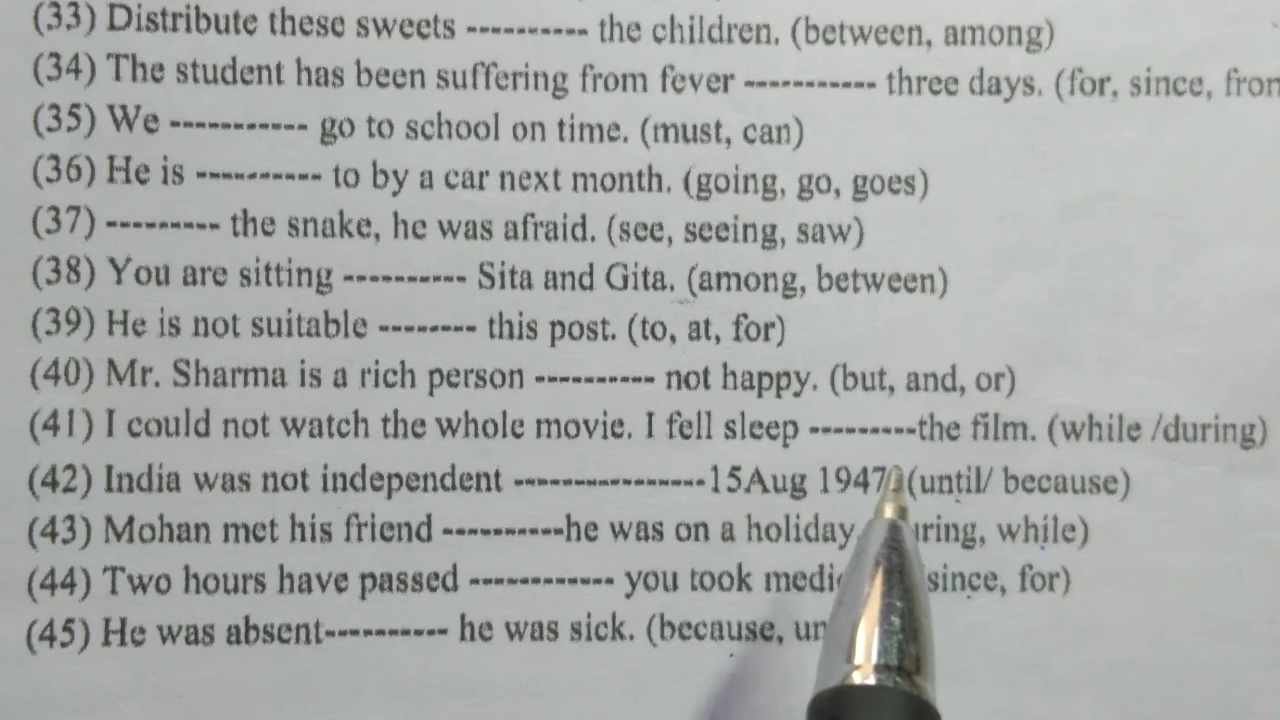 (33) Distribute these sweets ---------- the children. (between, among)
(34) The student has been suffering from fever ----------- three days. (for, since,
(35) We ----------- go to school on time. (must, can)
(36) He is ---------- to by a car next month. (going, go, goes)
(37) --------- the snake, he was afraid. (see, seeing, saw)
(38) You are sitting ---------- Sita and Gita. (among, between)
(39) He is not suitable -------- this post. (to, at, for)
(40) Mr. Sharma is a rich person ---------- not happy. (but, and, or)
(41) I could not watch the whole movie. I fell sleep ---------the film. (while /during)
(42) India was not independent ----------------15Aug 1947 (until/ because)
(43) Mohan met his friend ----------he was on a holiday while)
(44) Two hours have passed ------------ you took since, for)
(45) He was absent---------- he was sick. (because,